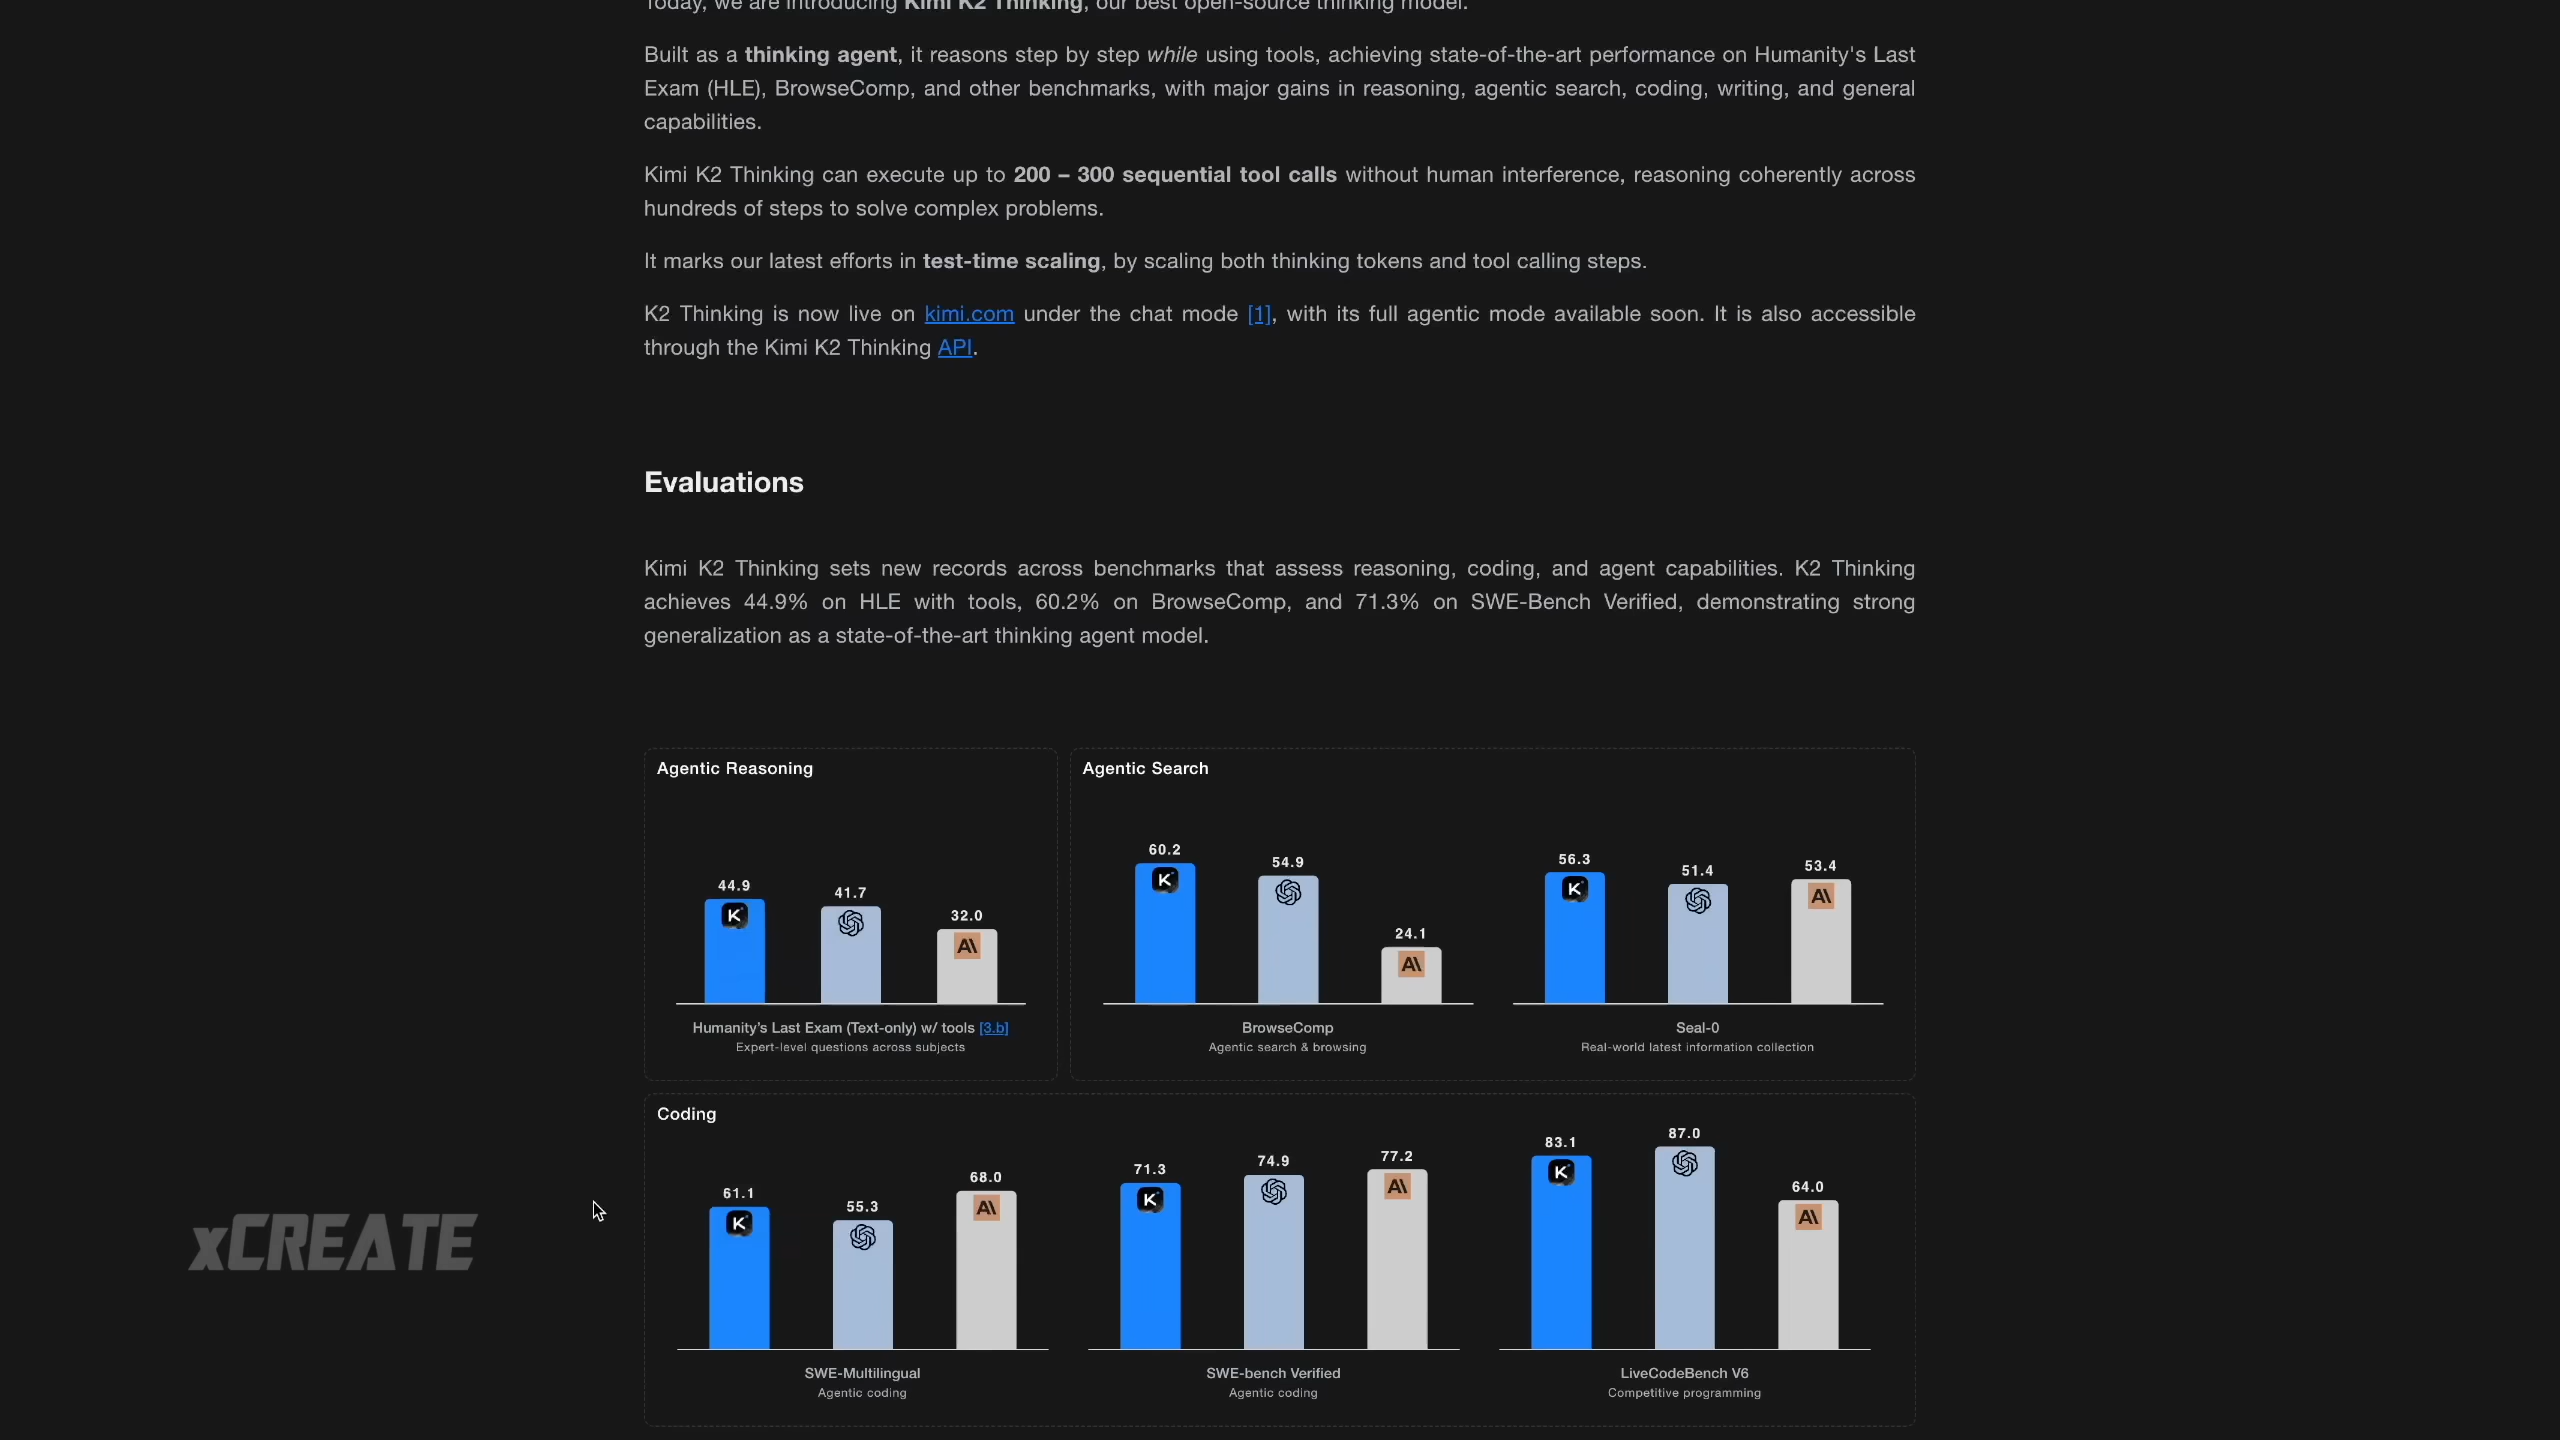 Today, we are introducing Kimi K2 Thinking, our best open-source thinking model.
Built as a thinking agent, it reasons step by step while using tools, achieving state-of-the-art performance on Humanity's Last
Exam (HLE), BrowseComp, and other benchmarks, with major gains in reasoning, agentic search, coding, writing, and general
capabilities.
Kimi K2 Thinking can execute up to 200 – 300 sequential tool calls without human interference, reasoning coherently across
hundreds of steps to solve complex problems.
It marks our latest efforts in test-time scaling, by scaling both thinking tokens and tool calling steps.
K2 Thinking is now live on kimi.com under the chat mode [1], with its full agentic mode available soon. It is also accessible
through the Kimi K2 Thinking API.
Evaluations
Kimi K2 Thinking sets new records across benchmarks that assess reasoning, coding, and agent capabilities. K2 Thinking
achieves 44.9% on HLE with tools, 60.2% on BrowseComp, and 71.3% on SWE-Bench Verified, demonstrating strong
generalization as a state-of-the-art thinking agent model.
Agentic Reasoning
44.9 41.7 32.0
K AI
Humanity’s Last Exam (Text-only) w/ tools [3.b]
Expert-level questions across subjects
Agentic Search
60.2 54.9 24.1
K AI
BrowseComp
Agentic search & browsing
56.3 51.4 53.4
K AI
Seal-0
Real-world latest information collection
Coding
61.1 55.3 68.0
K AI
SWE-Multilingual
Agentic coding
71.3 74.9 77.2
K AI
SWE-bench Verified
Agentic coding
83.1 87.0 64.0
K AI
LiveCodeBench V6
Competitive programming
xCREATE